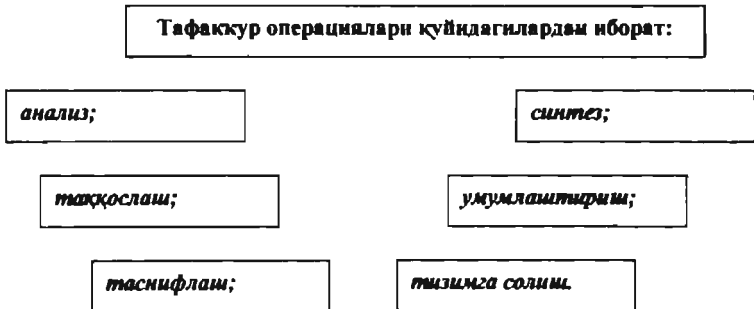 Тафаккур операциялари қуйидагилардан иборат:
анализ;
синтез;
таққослаш;
умумлаштириш;
таснифлаш;
тизимга солиш.